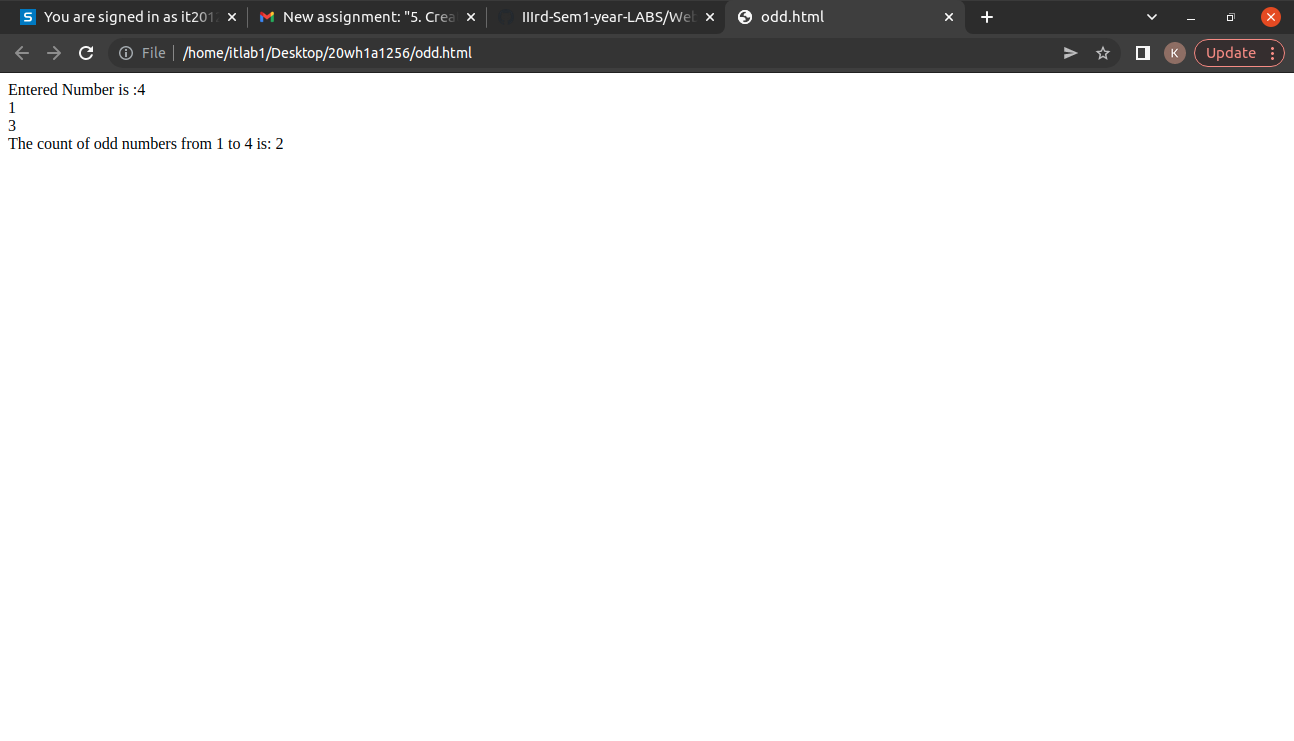 S You are signed in as it201
New assignment: "5. Crea
IIIrd-Sem1-year-LABS/Web
odd.html
File /home/itlab1/Desktop/20wh1a1256/odd.html
K
Update
Entered Number is :4
1
3
The count of odd numbers from 1 to 4 is: 2